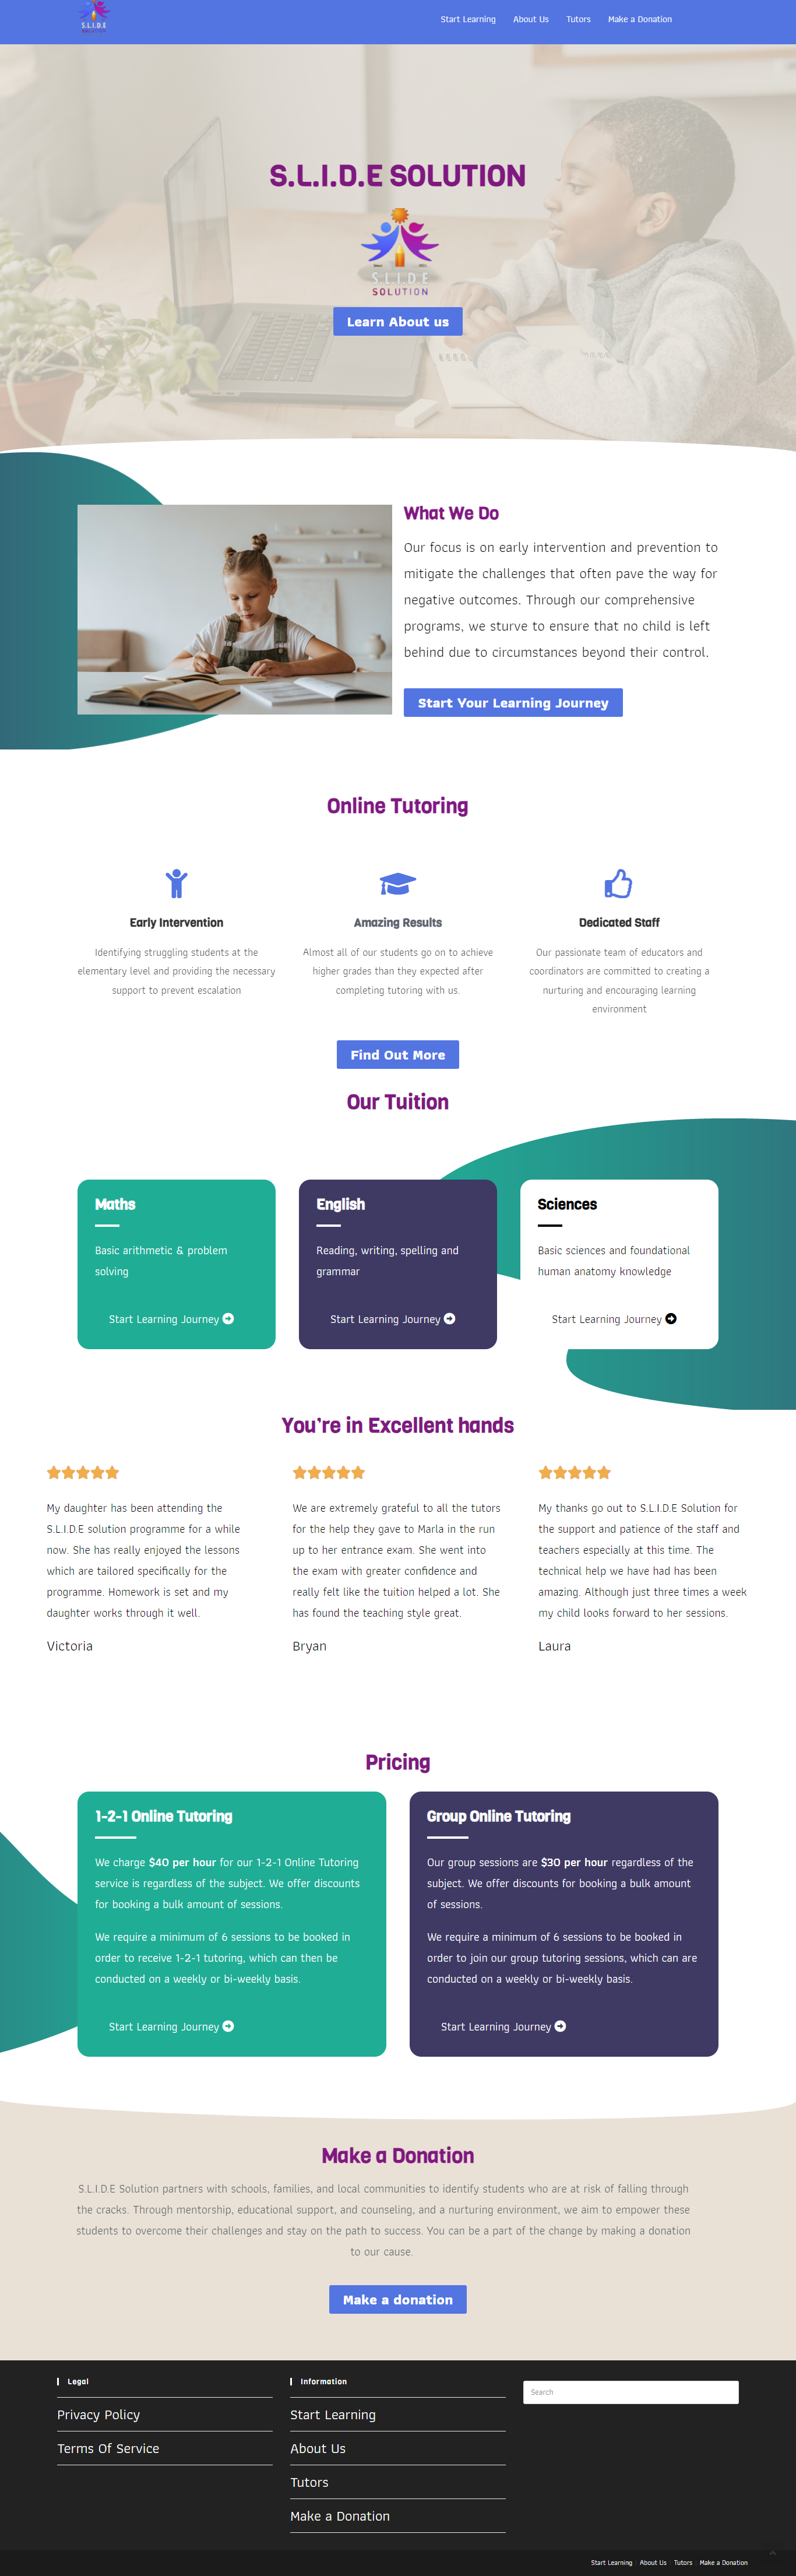 S.L.I.D.E
SOLUTION
Start Learning
About Us
Tutors
Make a Donation
S.L.I.D.E SOLUTION
S.L.I.D.E
SOLUTION
Learn About us
What We Do
Our focus is on early intervention and prevention to
mitigate the challenges that often pave the way for
negative outcomes. Through our comprehensive
programs, we sturve to ensure that no child is left
behind due to circumstances beyond their control.
Start Your Learning Journey
Online Tutoring
Early Intervention
Identifying struggling students at the
elementary level and providing the necessary
support to prevent escalation
Amazing Results
Almost all of our students go on to achieve
higher grades than they expected after
completing tutoring with us.
Dedicated Staff
Our passionate team of educators and
coordinators are committed to creating a
nurturing and encouraging learning
environment
Find Out More
Our Tuition
Maths
Basic arithmetic & problem
solving
Start Learning Journey
English
Reading, writing, spelling and
grammar
Start Learning Journey
Sciences
Basic sciences and foundational
human anatomy knowledge
Start Learning Journey
You're in Excellent hands
My daughter has been attending the
S.L.I.D.E solution programme for a while
now. She has really enjoyed the lessons
which are tailored specifically for the
programme. Homework is set and my
daughter works through it well.
Victoria
We are extremely grateful to all the tutors
for the help they gave to Marla in the run
up to her entrance exam. She went into
the exam with greater confidence and
really felt like the tuition helped a lot. She
has found the teaching style great.
Bryan
My thanks go out to S.L.I.D.E Solution for
the support and patience of the staff and
teachers especially at this time. The
technical help we have had has been
amazing. Although just three times a week
my child looks forward to her sessions.
Laura
Pricing
1-2-1 Online Tutoring
We charge $40 per hour for our 1-2-1 Online Tutoring
service is regardless of the subject. We offer discounts
for booking a bulk amount of sessions.
We require a minimum of 6 sessions to be booked in
order to receive 1-2-1 tutoring, which can then be
conducted on a weekly or bi-weekly basis.
Start Learning Journey
Group Online Tutoring
Our group sessions are $30 per hour regardless of the
subject. We offer discounts for booking a bulk amount
of sessions.
We require a minimum of 6 sessions to be booked in
order to join our group tutoring sessions, which can are
conducted on a weekly or bi-weekly basis.
Start Learning Journey
Make a Donation
S.L.I.D.E Solution partners with schools, families, and local communities to identify students who are at risk of falling through
the cracks. Through mentorship, educational support, and counseling, and a nurturing environment, we aim to empower these
students to overcome their challenges and stay on the path to success. You can be a part of the change by making a donation
to our cause.
Make a donation
Legal
Privacy Policy
Terms Of Service
Information
Start Learning
About Us
Tutors
Make a Donation
Search
Start Learning
About Us
Tutors
Make a Donation